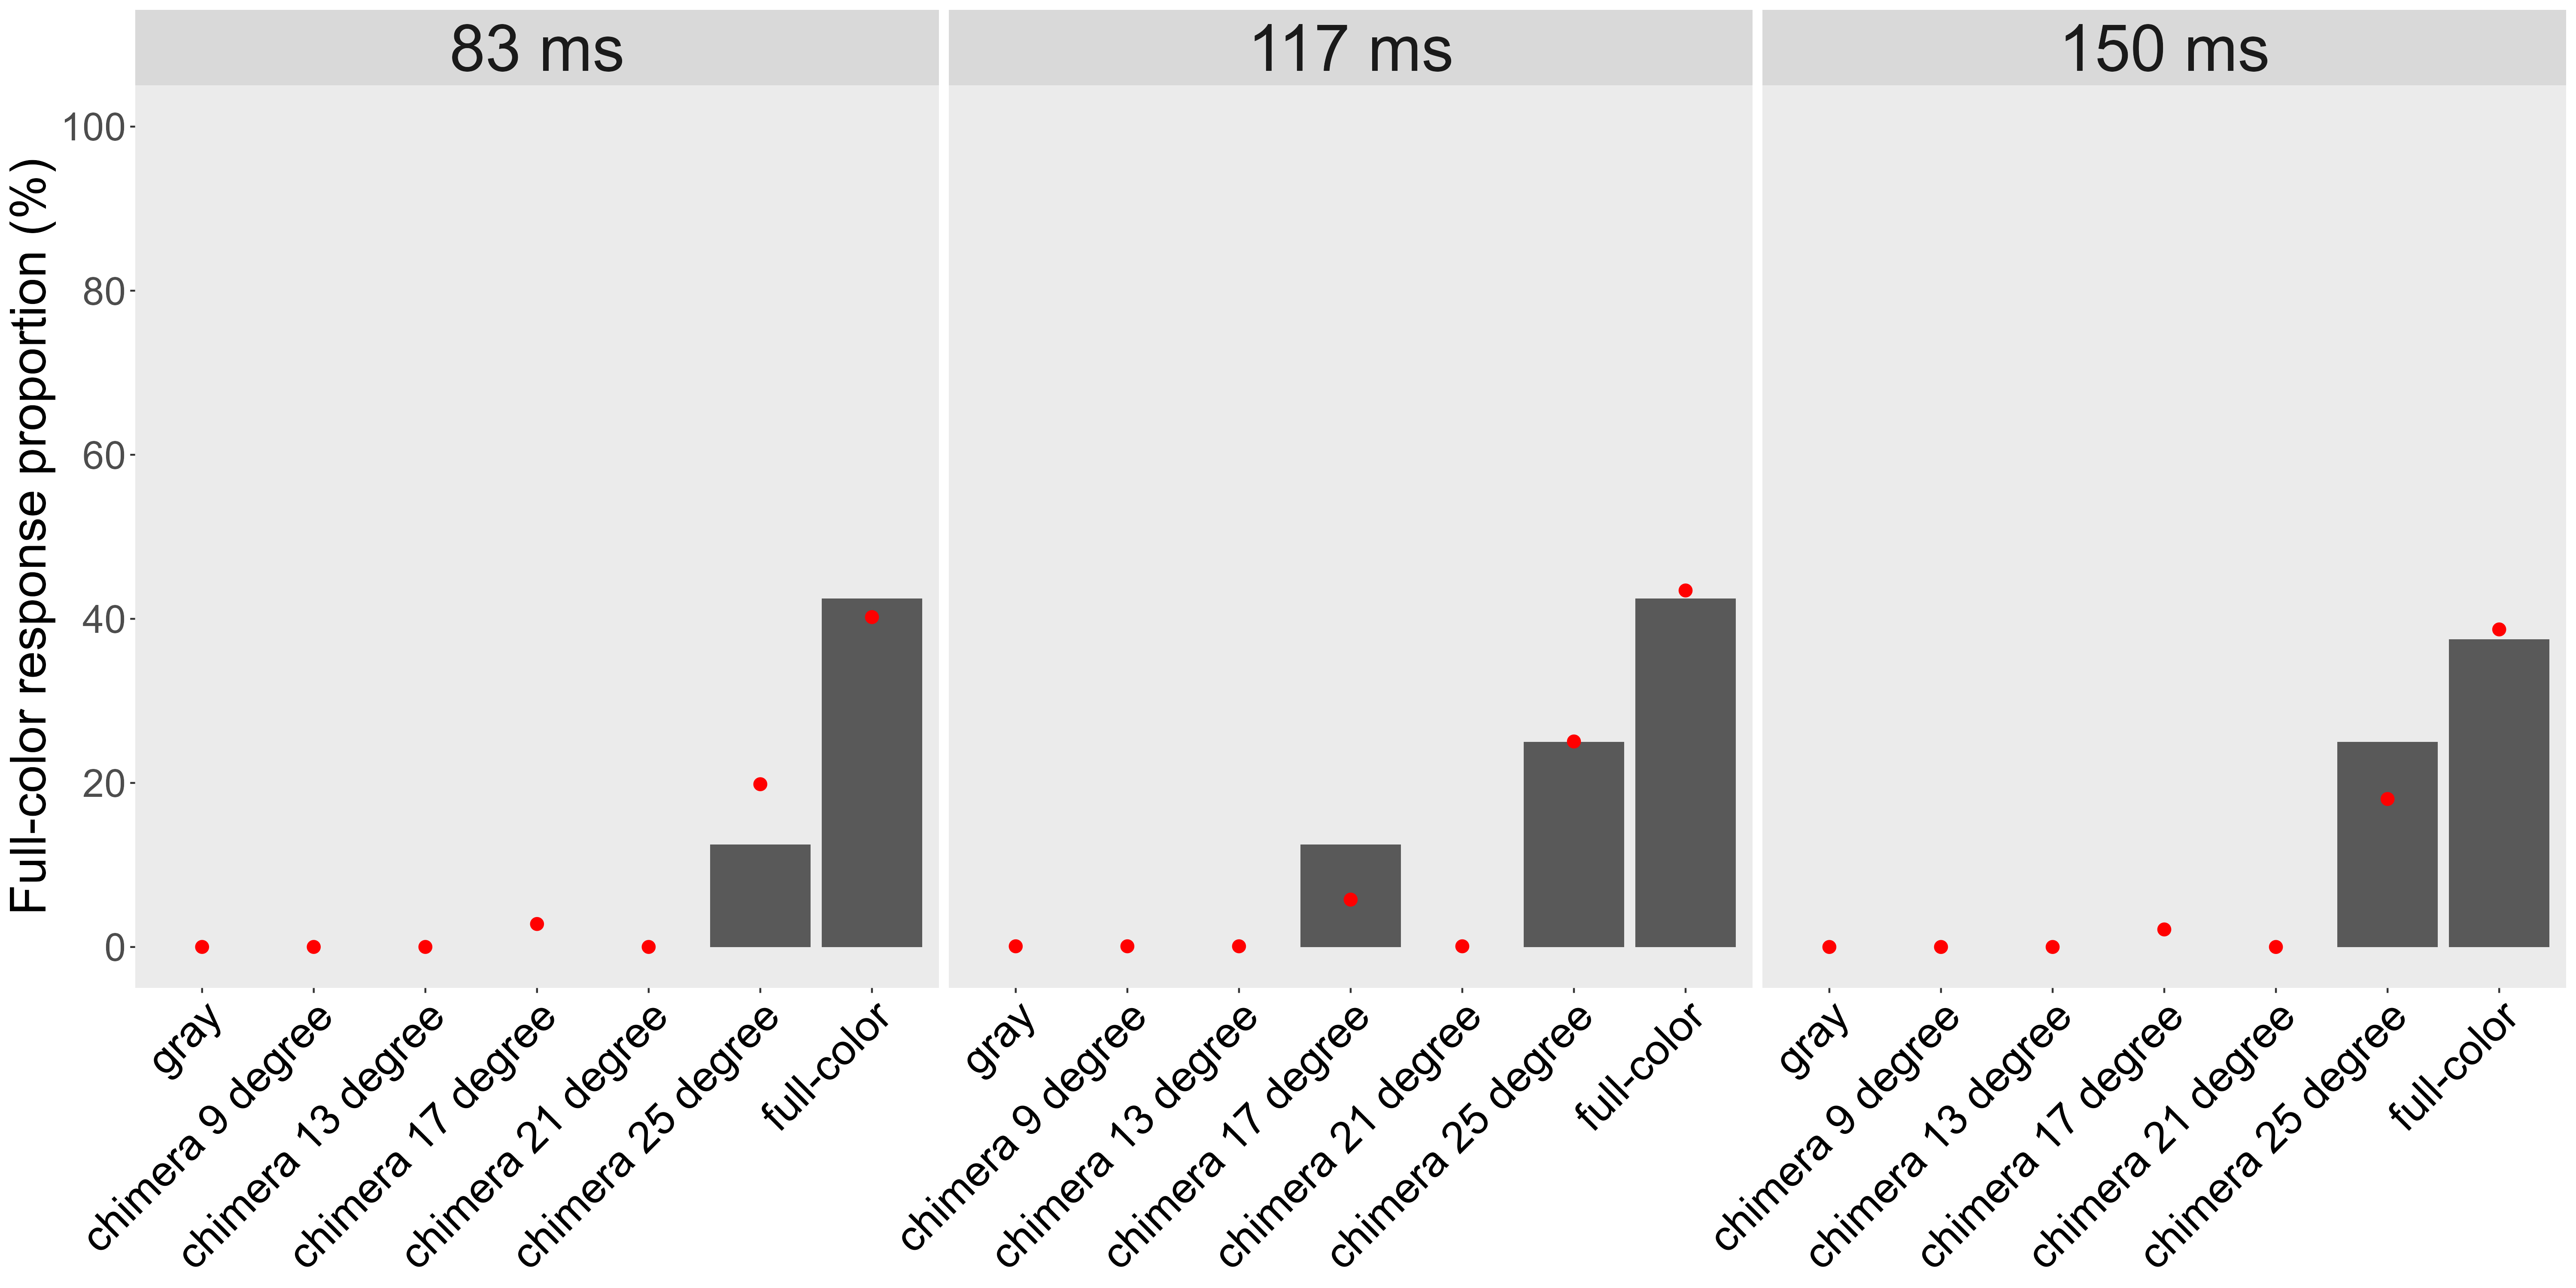 83 ms
117 ms
150 ms
Full-color response proportion (%)
100
80
60
40
20
0
gray
chimera 9 degree
chimera 13 degree
chimera 17 degree
chimera 21 degree
chimera 25 degree
full-color
gray
chimera 9 degree
chimera 13 degree
chimera 17 degree
chimera 21 degree
chimera 25 degree
full-color
gray
chimera 9 degree
chimera 13 degree
chimera 17 degree
chimera 21 degree
chimera 25 degree
full-color